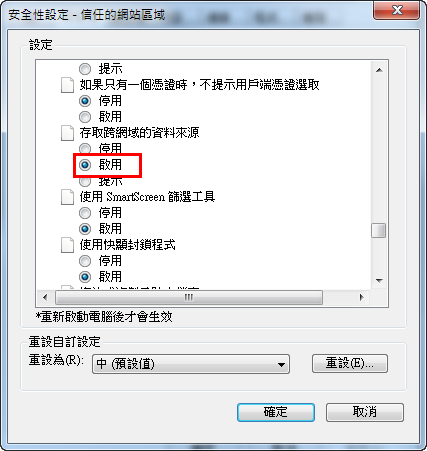 安全性設定 - 信任的網站區域
設定
提示
如果只有一個憑證時，不提示用戶端憑證選取
停用
啟用
存取跨網域的資料來源
停用
啟用
提示
使用 SmartScreen 篩選工具
停用
啟用
使用快顯封鎖程式
停用
啟用
*重新啟動電腦後才會生效
重設自訂設定
重設為(R):
中 (預設值)
重設(E)...
確定
取消